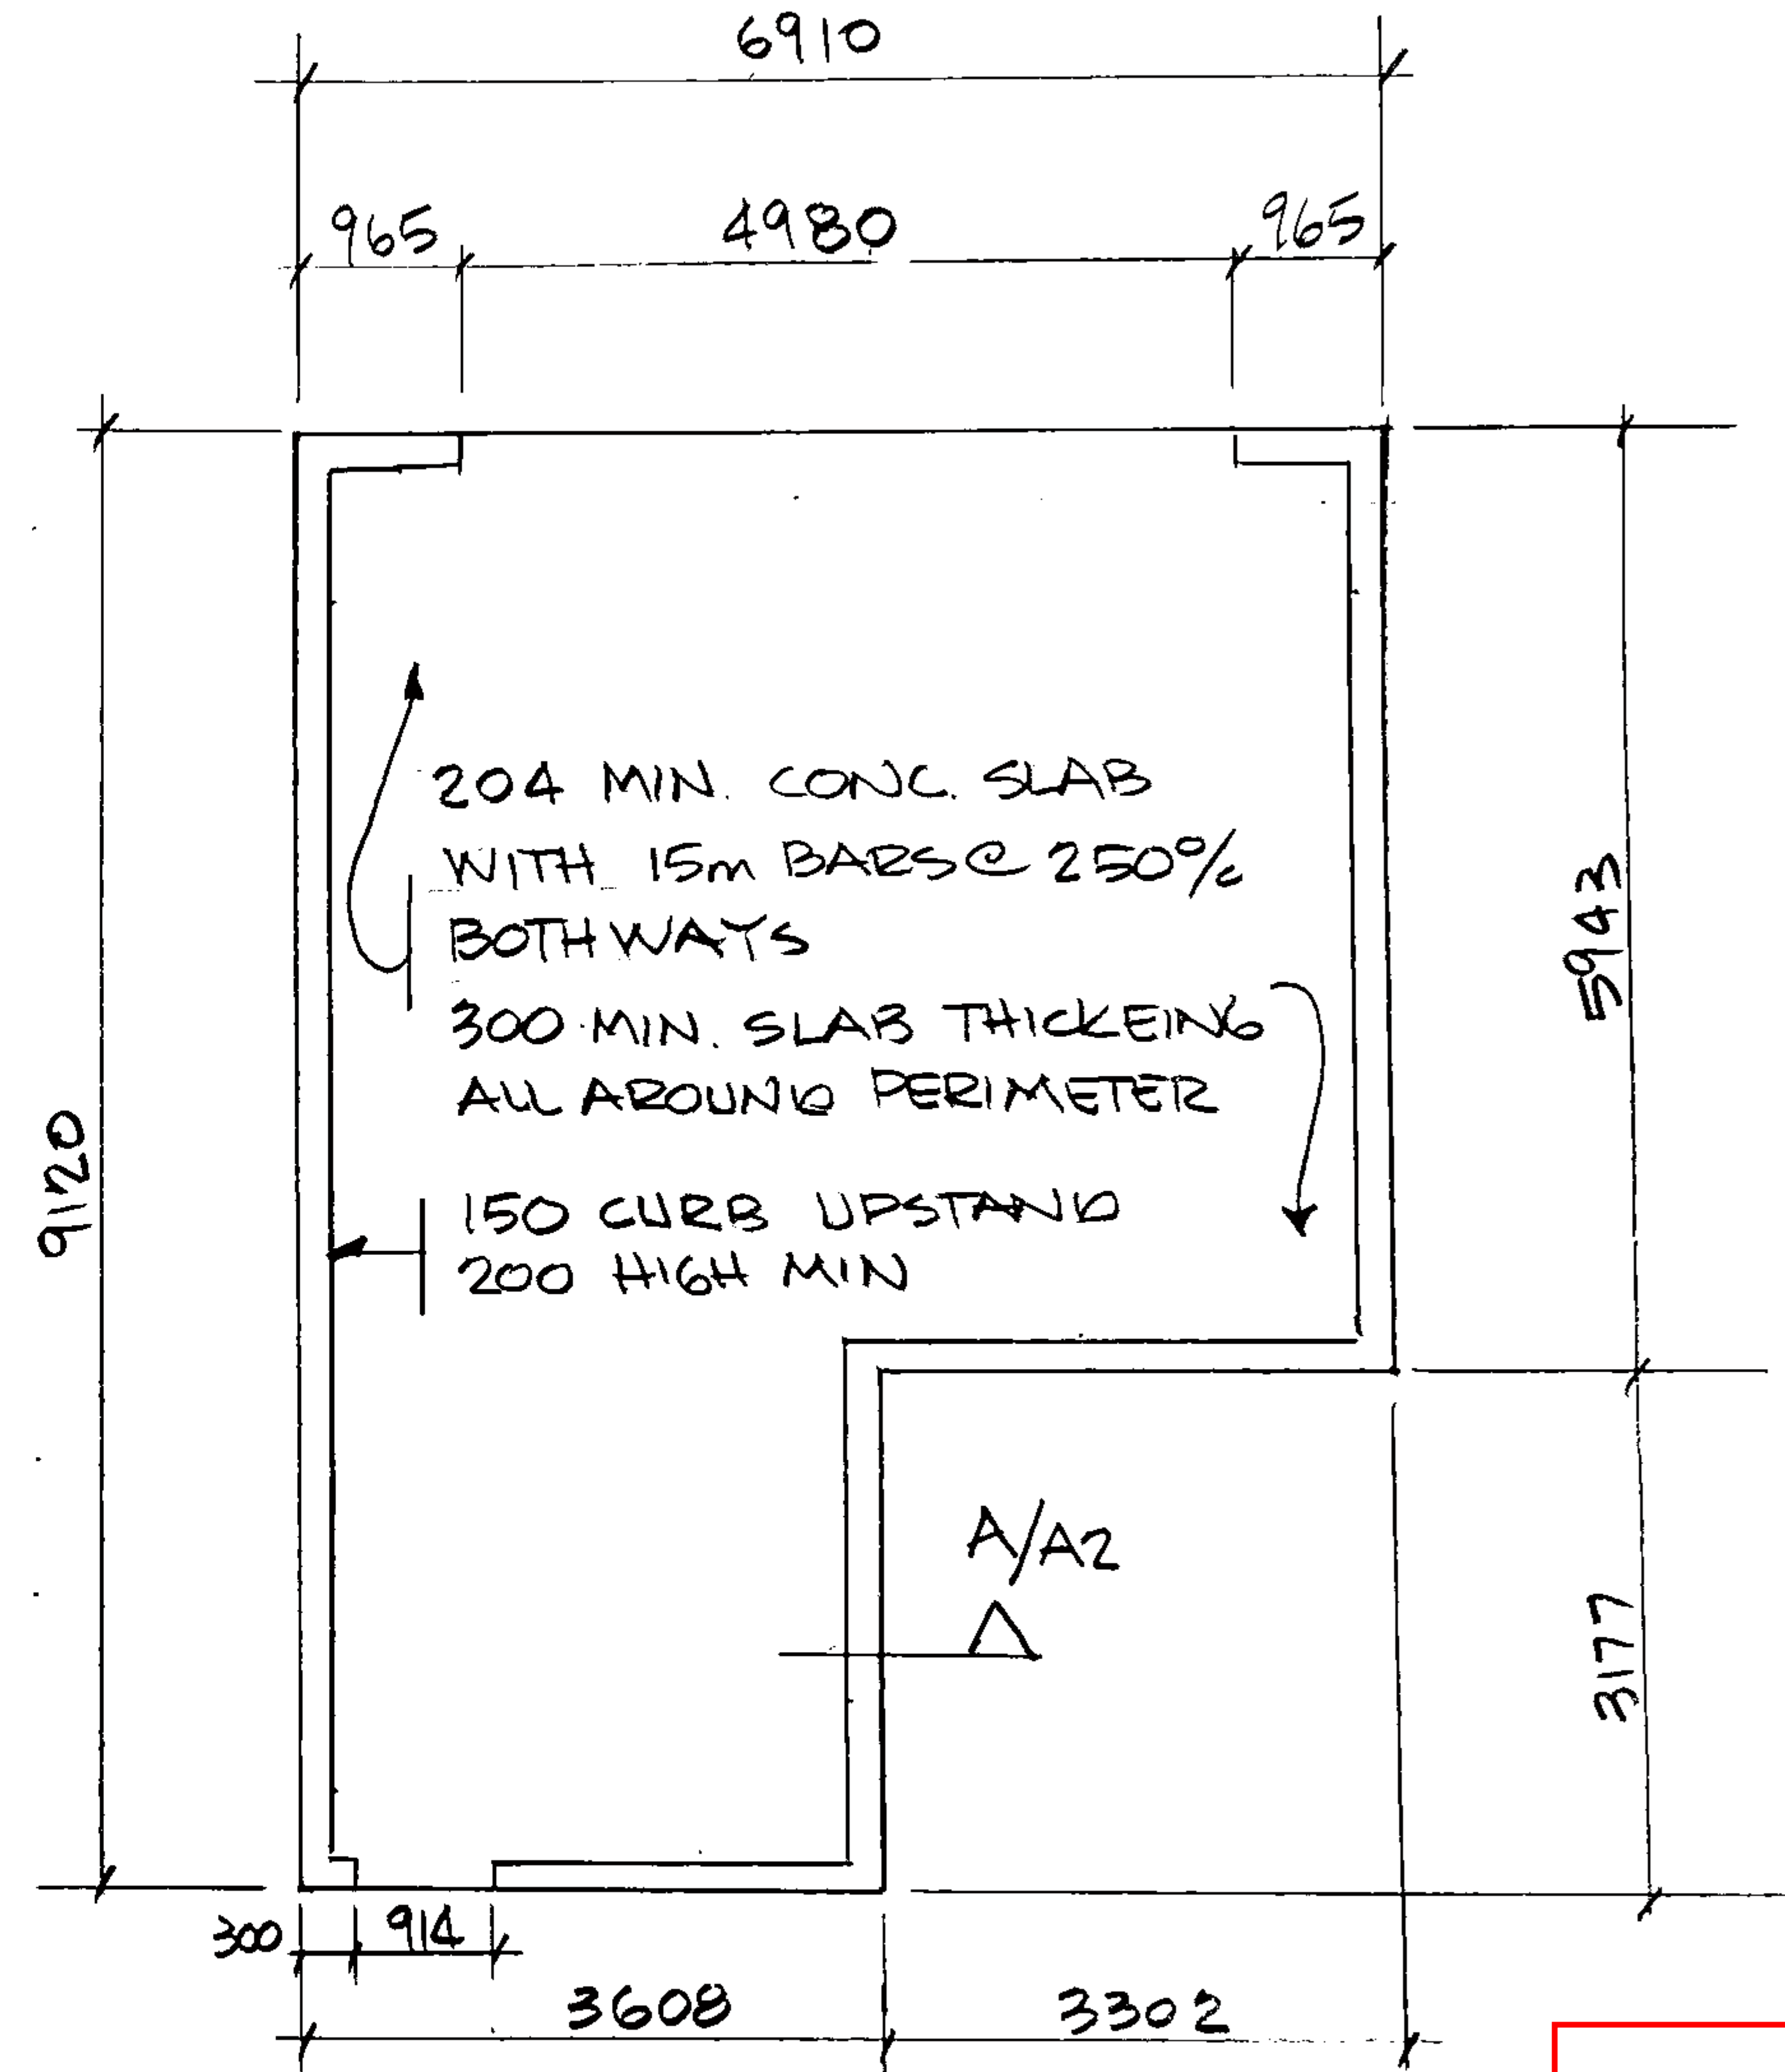 6910
965
4980
965
204 MIN. CONC. SLAB
WITH 15m BARS @ 250 o/c
BOTH WAYS
300 MIN. SLAB THICKEING
ALL AROUND PERIMETER
150 CURB UPSTAND
200 HIGH MIN
9120
5943
A/A2
3177
300
914
3608
3302